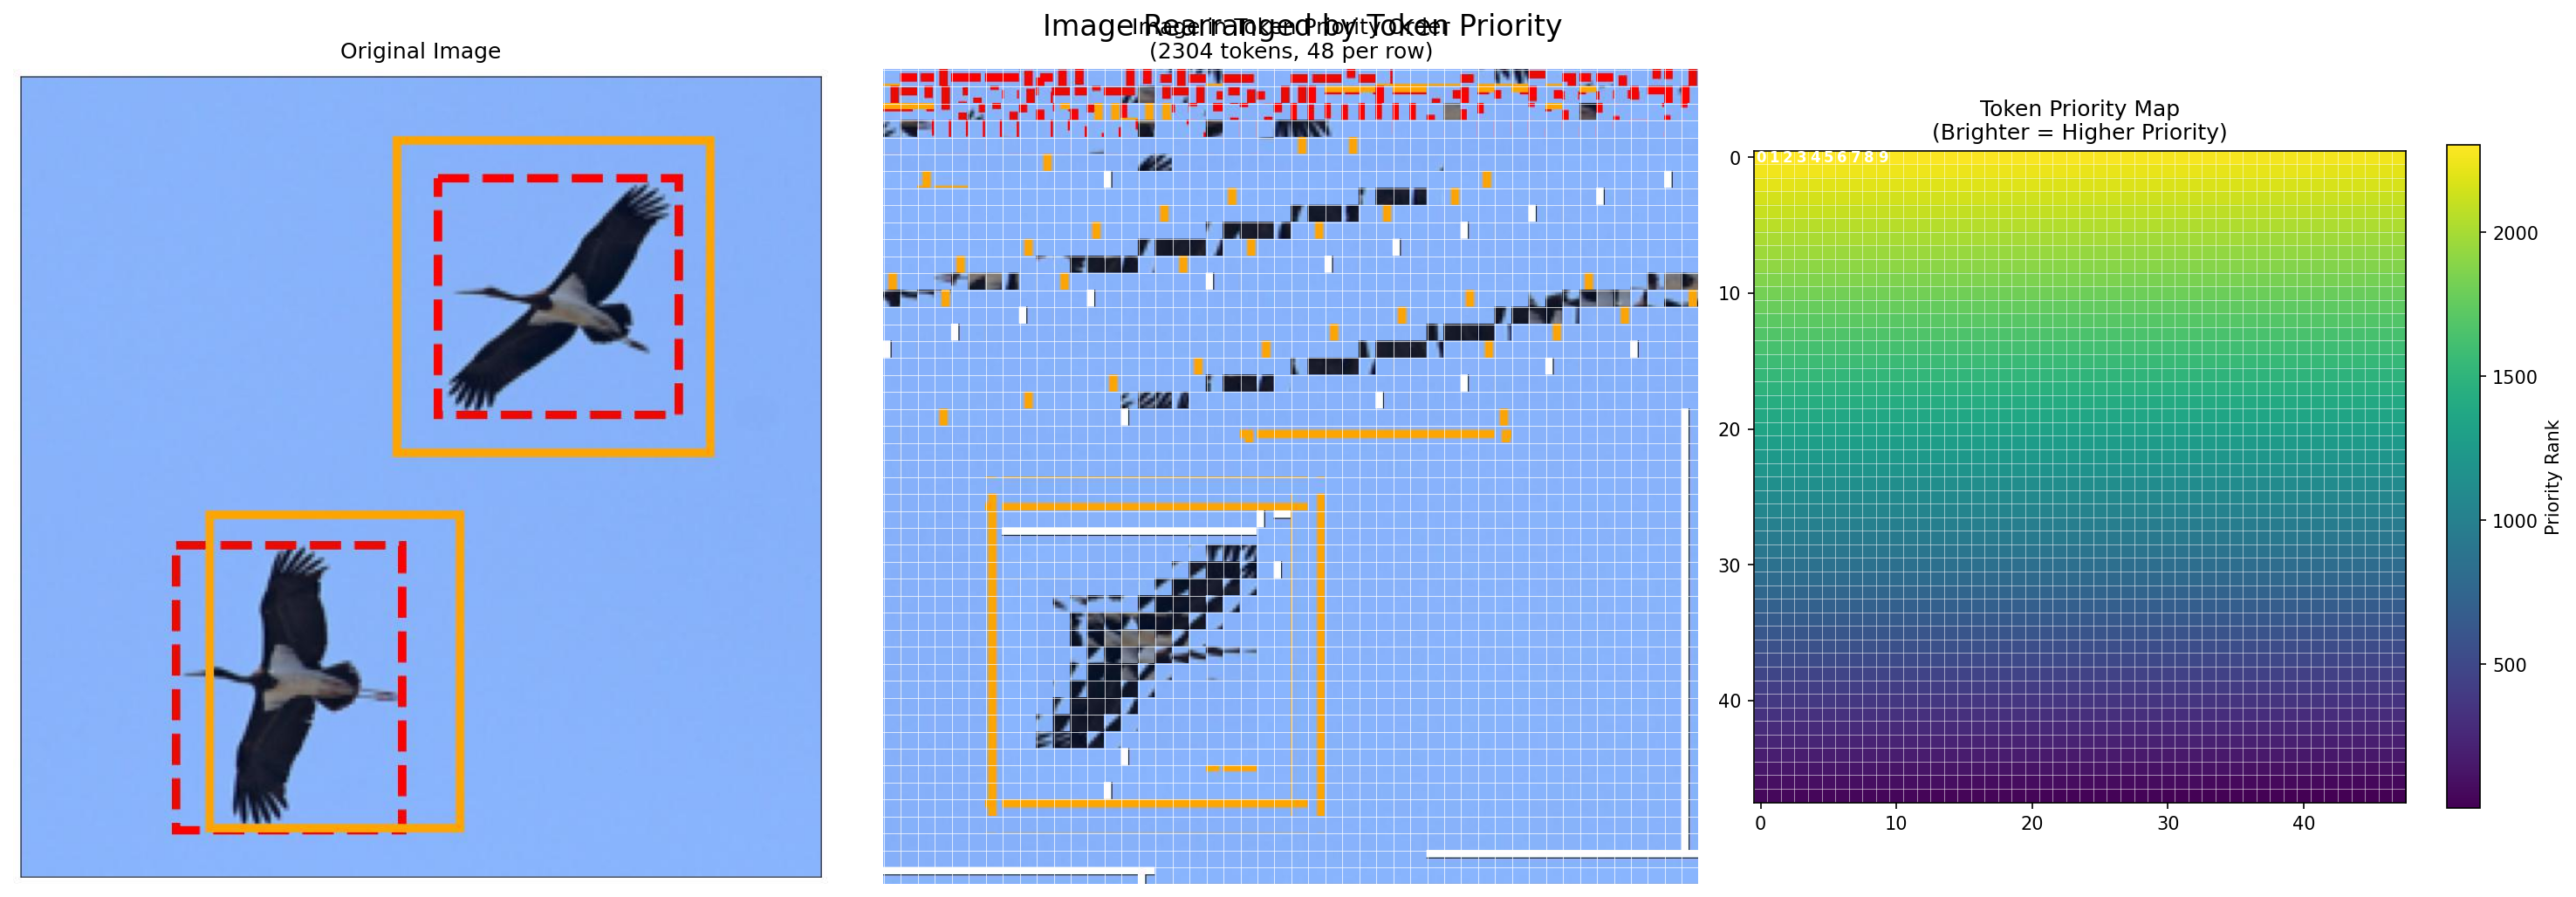 Image Rearranged by Token Priority
Original Image
Image in Token Priority Order
(2304 tokens, 48 per row)
Token Priority Map
(Brighter = Higher Priority)
0 1 2 3 4 5 6 7 8 9
0
10
20
30
40
0
10
20
30
40
2000
1500
1000
500
Priority Rank